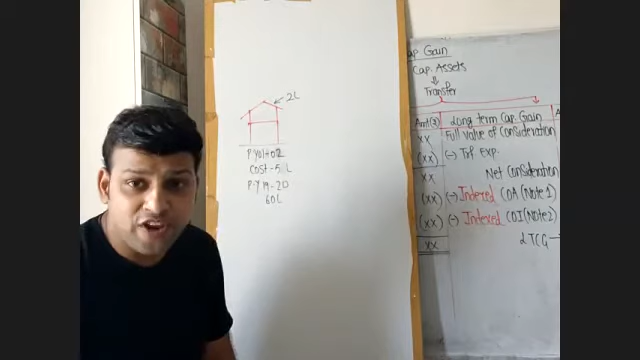 2L
P.Y 01-02
Cost - 5 L
P.Y 19-20
60L
ap Gain
Cap. Assets
Transfer
Amt(₹) Long term Cap. Gain
XX Full value of Consideration
(XX) (-) Trf Exp.
XX Net Consideration
(XX) (-) Indexed COA (Note 1)
(XX) (-) Indexed COI (Note 2)
XX LTCG